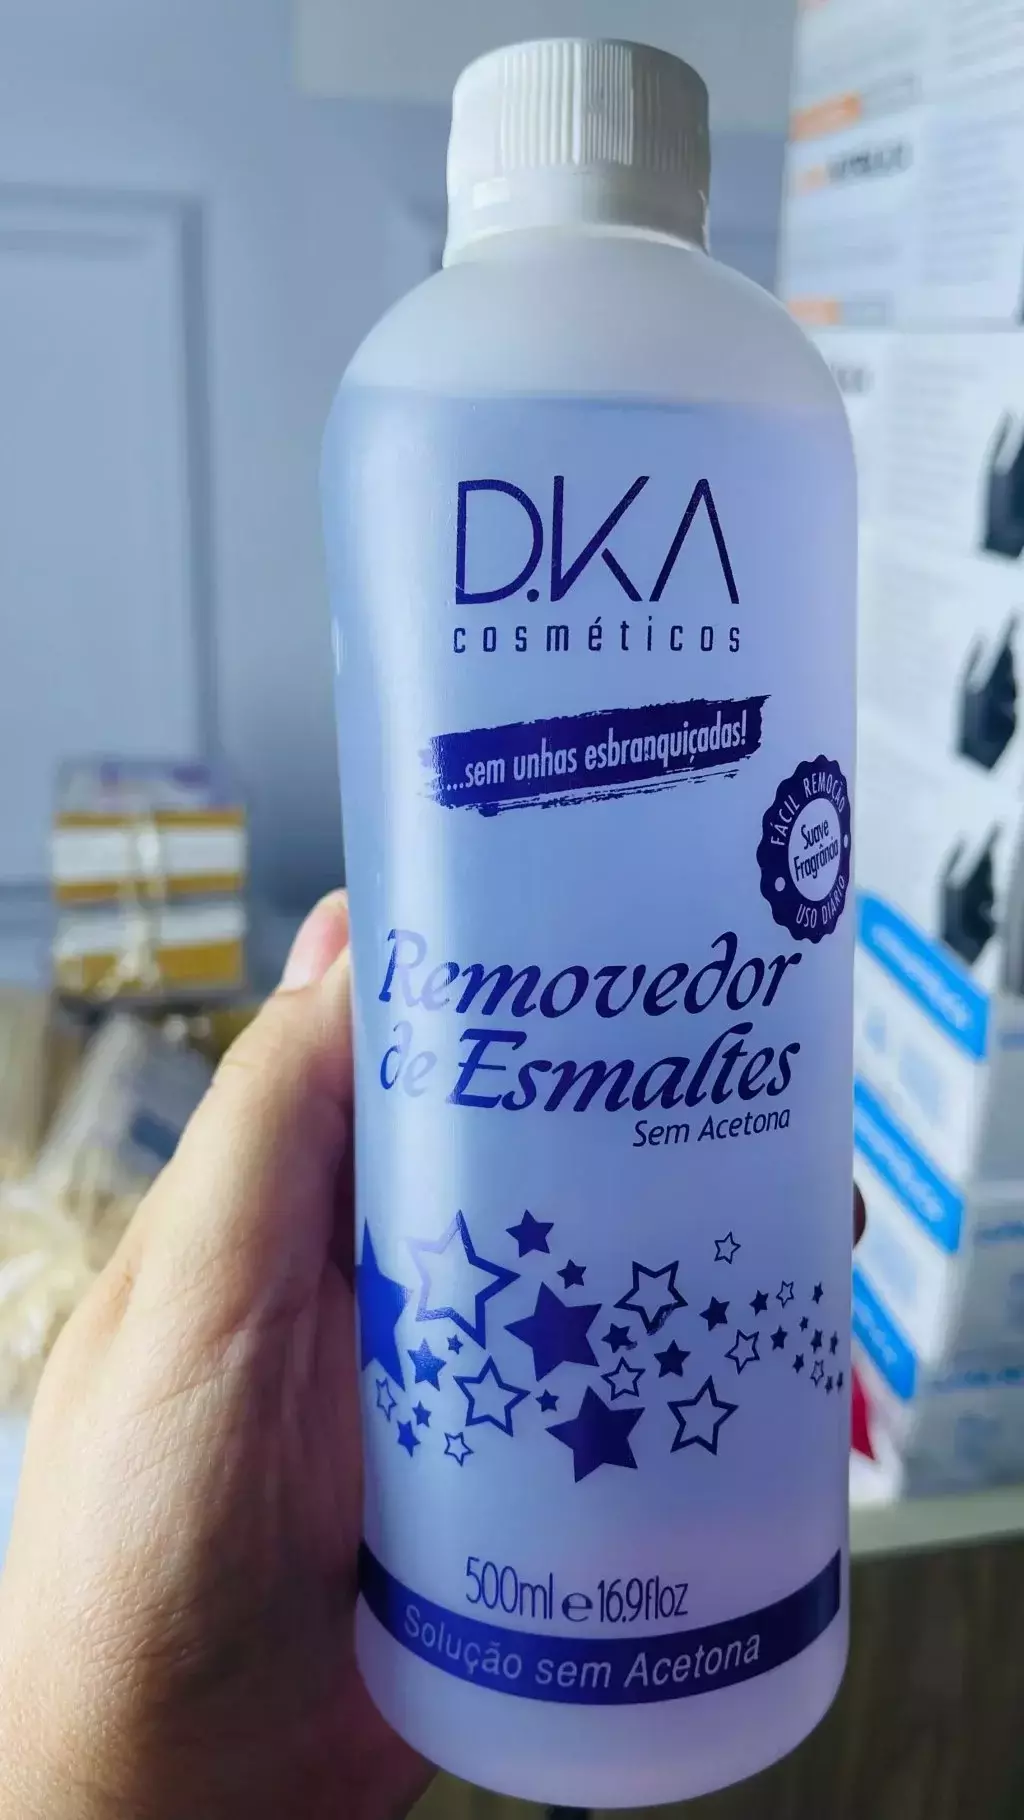 D.KA
cosméticos
...sem unhas esbranquiçadas!
FÁCIL REMOÇÃO
Suave
Fragrância
USO DIÁRIO
Removedor
de Esmaltes
Sem Acetona
500ml e 16.9floz
Solução sem Acetona